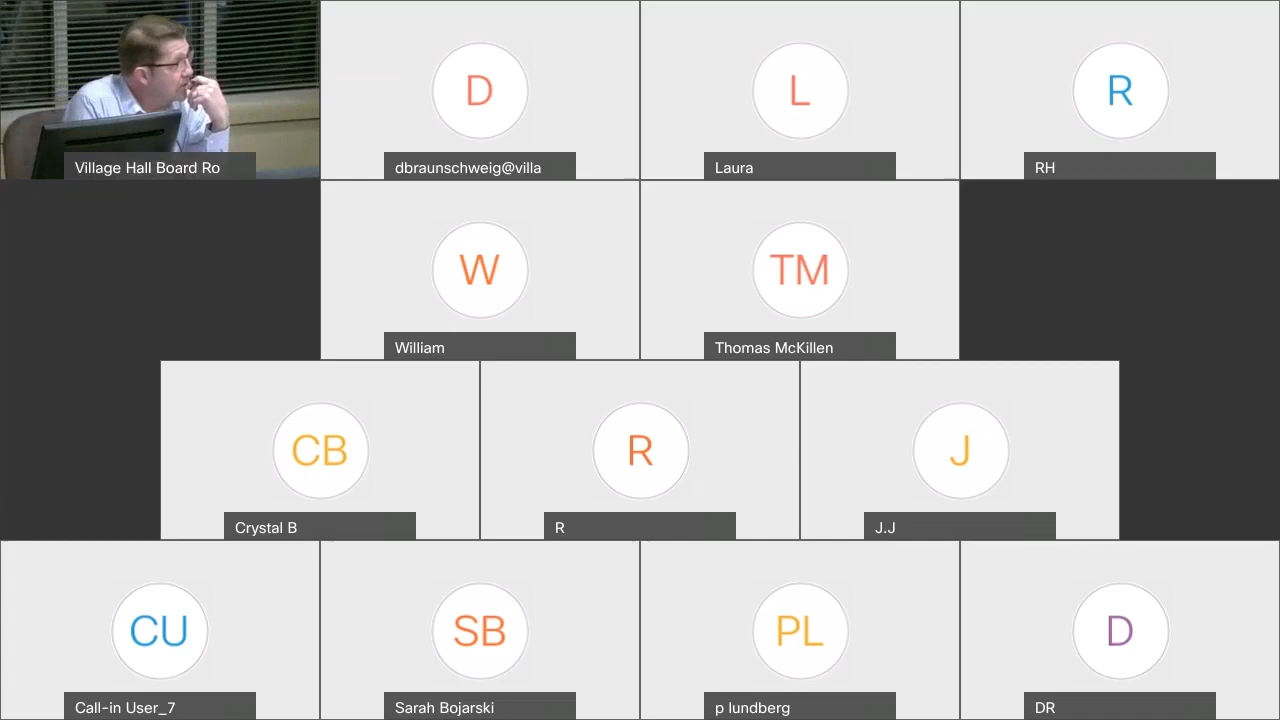 Village Hall Board Ro
D
dbraunschweig@villa
L
Laura
R
RH
W
William
TM
Thomas McKillen
CB
Crystal B
R
R
J
J.J
CU
Call-in User_7
SB
Sarah Bojarski
PL
p lundberg
D
DR